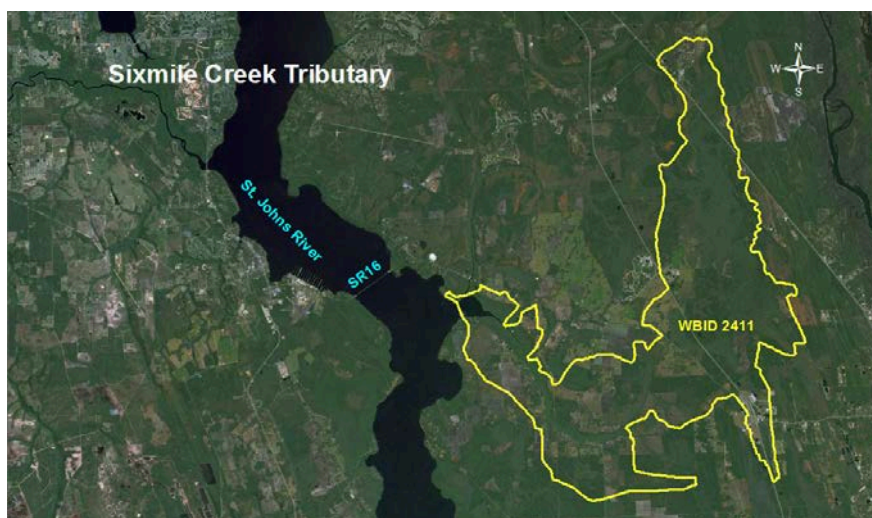 Sixmile Creek Tributary
N
W E
S
St. Johns River
SR16
WBID 2411